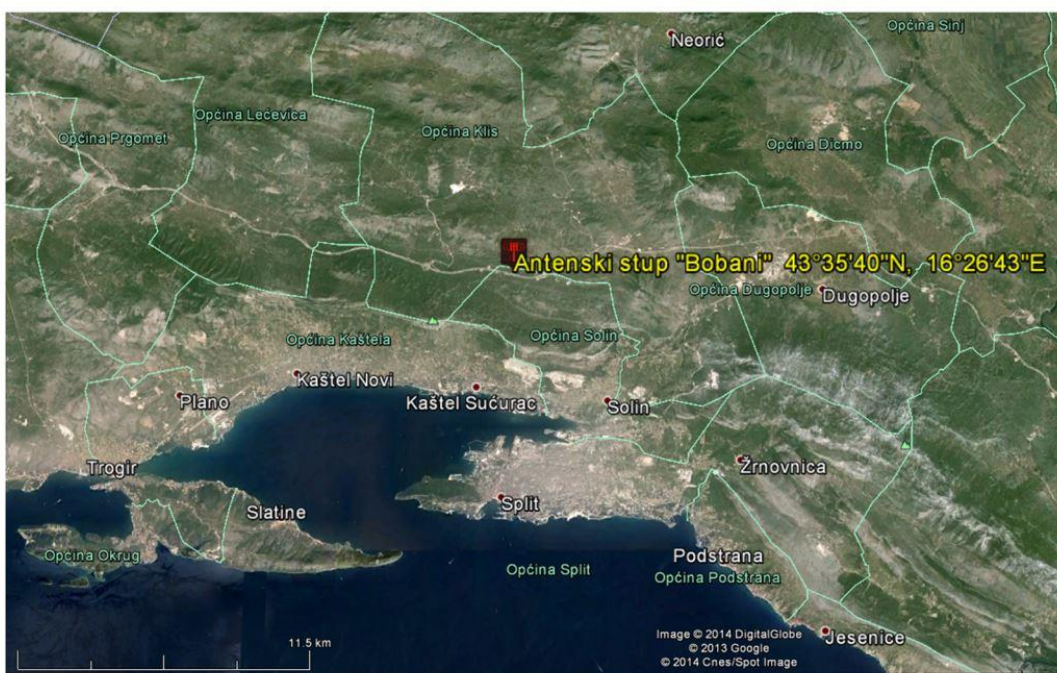 Općina Sinj
Neorić
Općina Lećevica
Općina Klis
Općina Prgomet
Općina Dicmo
Antenski stup "Bobani" 43°35'40"N, 16°26'43"E
Općina Dugopolje
Dugopolje
Općina Kaštela
Općina Solin
Kaštel Novi
Plano
Kaštel Sućurac
Solin
Trogir
Žrnovnica
Split
Slatine
Općina Okrug
Općina Split
Podstrana
Općina Podstrana
11.5 km
Image © 2014 DigitalGlobe
© 2013 Google
© 2014 Cnes/Spot Image
Jesenice